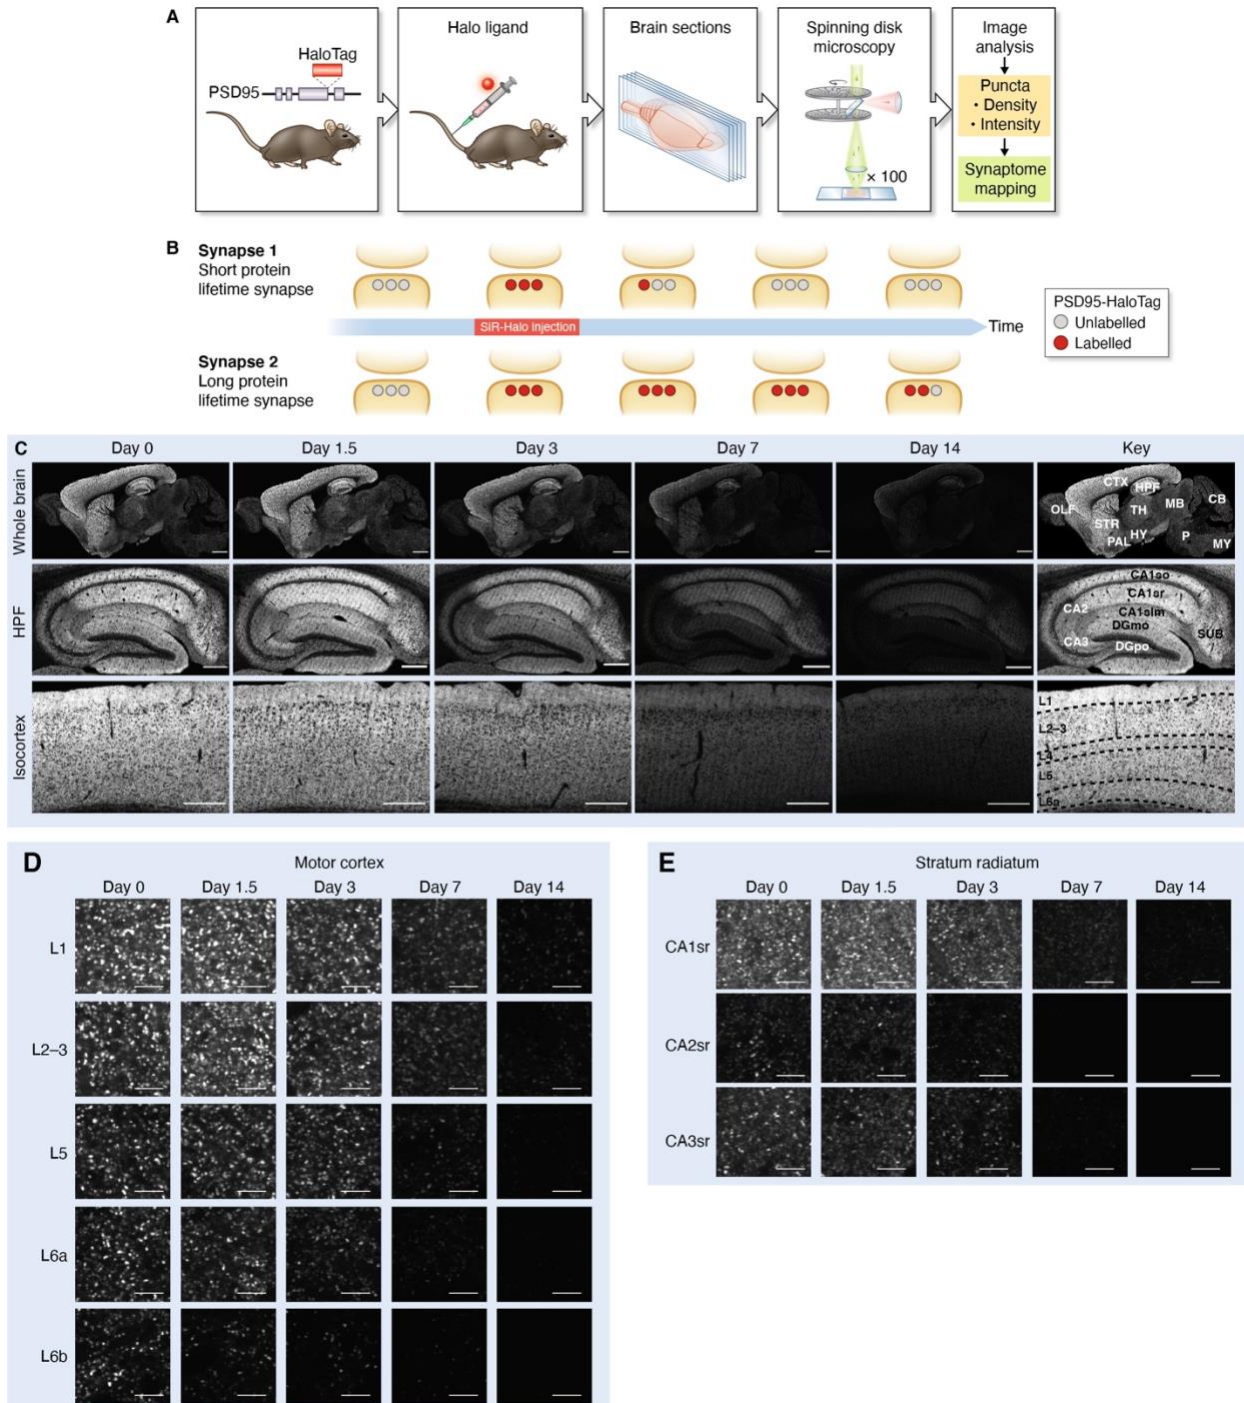 A
HaloTag
PSD95
Halo ligand
Brain sections
Spinning disk
microscopy
× 100
Image
analysis
Puncta
• Density
• Intensity
Synaptome
mapping
B
Synapse 1
Short protein
lifetime synapse
SiR-Halo injection
Time
Synapse 2
Long protein
lifetime synapse
PSD95-HaloTag
Unlabelled
Labelled
C
Day 0
Day 1.5
Day 3
Day 7
Day 14
Key
Whole brain
CTX
HPF
OLF
TH
MB
CB
STR
PAL
HY
P
MY
HPF
CA1so
CA1sr
CA2
CA1slm
DGmo
CA3
DGpo
SUB
Isocortex
L1
L2–3
L4
L5
L6a
D
Motor cortex
Day 0
Day 1.5
Day 3
Day 7
Day 14
L1
L2–3
L5
L6a
L6b
E
Stratum radiatum
Day 0
Day 1.5
Day 3
Day 7
Day 14
CA1sr
CA2sr
CA3sr